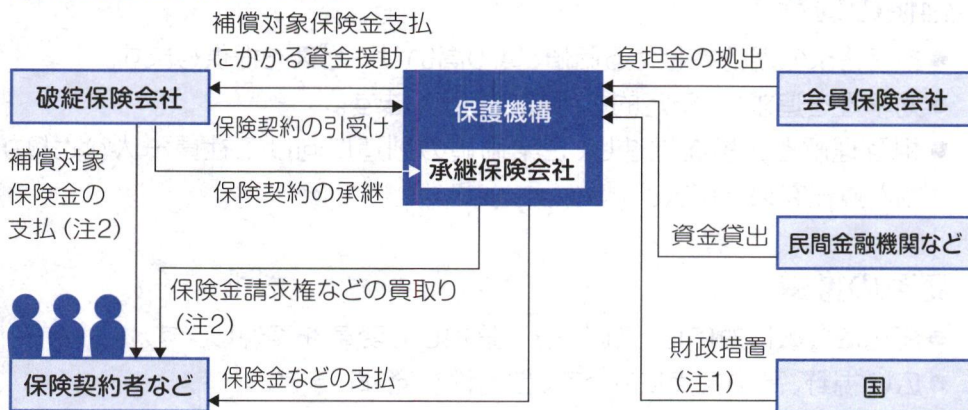 補償対象保険金支払
にかかる資金援助
負担金の拠出
破綻保険会社
保護機構
会員保険会社
保険契約の引受け
承継保険会社
補償対象
保険金の
支払(注2)
保険契約の承継
資金貸出
民間金融機関など
保険金請求権などの買取り
(注2)
財政措置
(注1)
保険契約者など
保険金などの支払
国